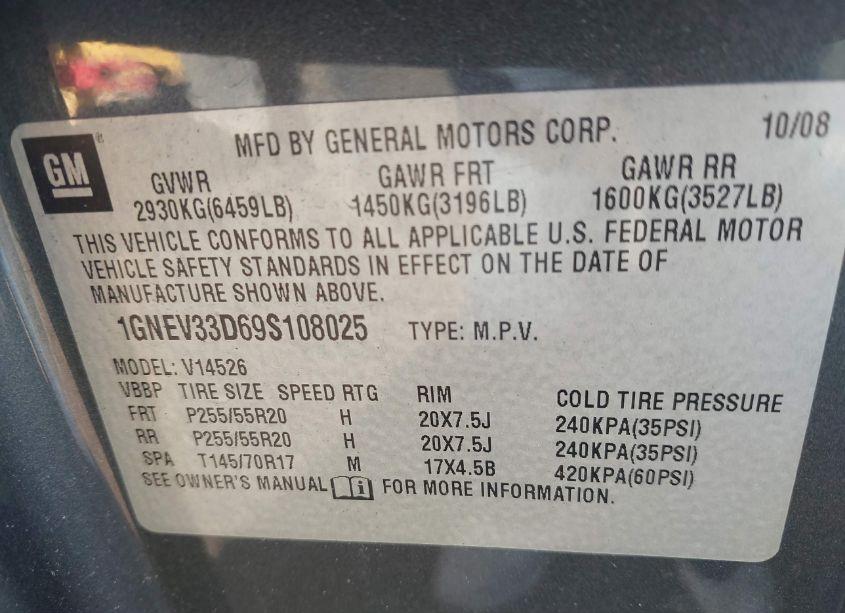 GM
MFD BY GENERAL MOTORS CORP. 10/08
GVWR GAWR FRT GAWR RR
2930KG(6459LB) 1450KG(3196LB) 1600KG(3527LB)
THIS VEHICLE CONFORMS TO ALL APPLICABLE U.S. FEDERAL MOTOR
VEHICLE SAFETY STANDARDS IN EFFECT ON THE DATE OF
MANUFACTURE SHOWN ABOVE.
1GNEV33D69S108025 TYPE: M.P.V.
MODEL: V14526
VBBP TIRE SIZE SPEED RTG RIM COLD TIRE PRESSURE
FRT P255/55R20 H 20X7.5J 240KPA(35PSI)
RR P255/55R20 H 20X7.5J 240KPA(35PSI)
SPA T145/70R17 M 17X4.5B 420KPA(60PSI)
SEE OWNER'S MANUAL i FOR MORE INFORMATION.